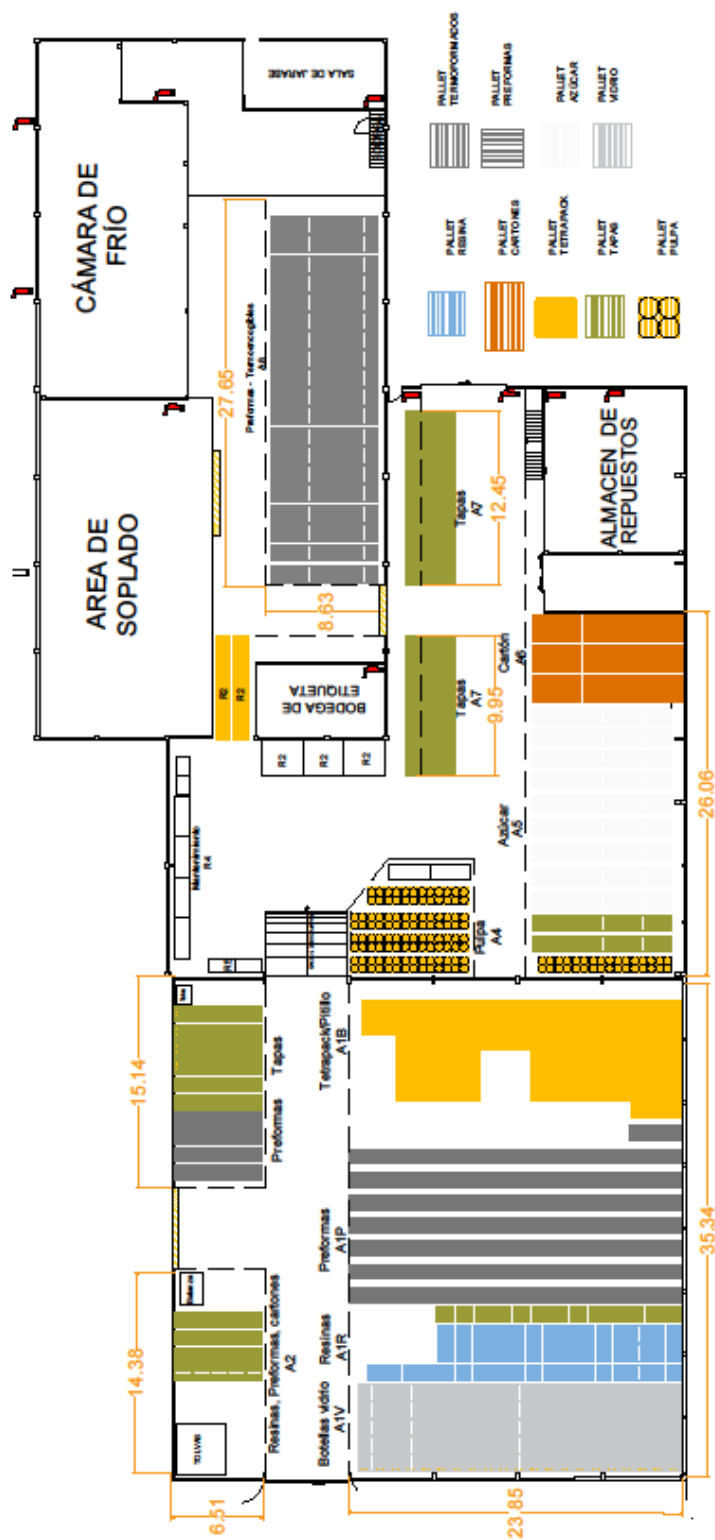 CÁMARA DE
FRÍO
SALA DE JARABE
AREA DE
SOPLADO
27.65
Preformas - Termoencogibles
A8
8.63
R2
R2
BODEGA DE
ETIQUETA
R2
R2
R2
Tapas
A7
12.45
Tapas
A7
9.95
ALMACEN DE
REPUESTOS
Cartón
A6
Azúcar
A5
26.06
Mantenimiento
R4
Pulpa
A4
15.14
Tapas
Preformas
14.38
TOLVAS
Resinas, Preformas, cartones
A2
6.51
Tetrapack/Pitillo
A1B
Preformas
A1P
Resinas
A1R
Botellas vidrio
A1V
35.34
23.85
PALLET
TERMOFORMADOS
PALLET
PREFORMAS
PALLET
AZÚCAR
PALLET
VIDRIO
PALLET
RESINA
PALLET
CARTONES
PALLET
TETRAPACK
PALLET
TAPAS
PALLET
PULPA